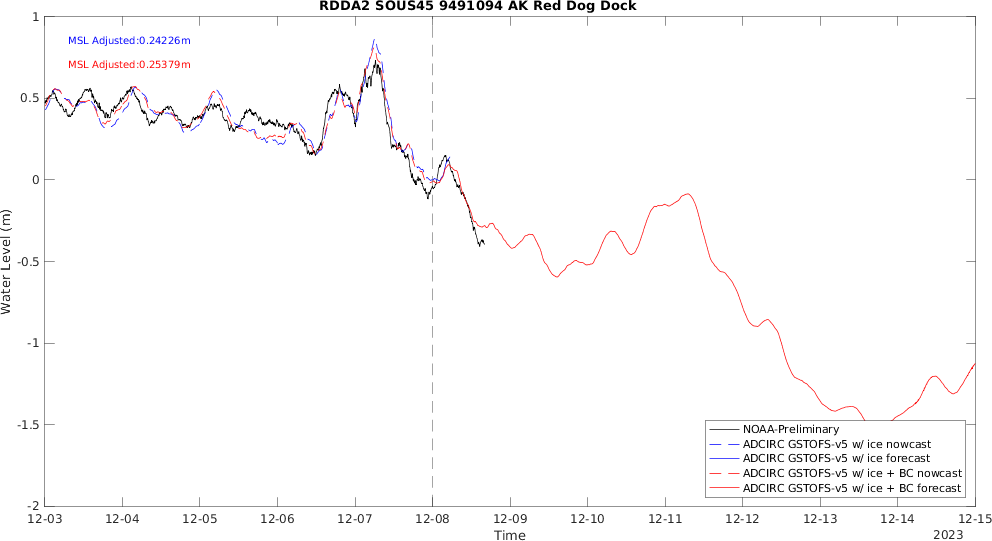 RDDA2 SOUS45 9491094 AK Red Dog Dock
MSL Adjusted:0.24226m
MSL Adjusted:0.25379m
Water Level (m)
1
0.5
0
-0.5
-1
-1.5
-2
NOAA-Preliminary
ADCIRC GSTOFS-v5 w/ ice nowcast
ADCIRC GSTOFS-v5 w/ ice forecast
ADCIRC GSTOFS-v5 w/ ice + BC nowcast
ADCIRC GSTOFS-v5 w/ ice + BC forecast
12-03 12-04 12-05 12-06 12-07 12-08 12-09 12-10 12-11 12-12 12-13 12-14 12-15
Time
2023